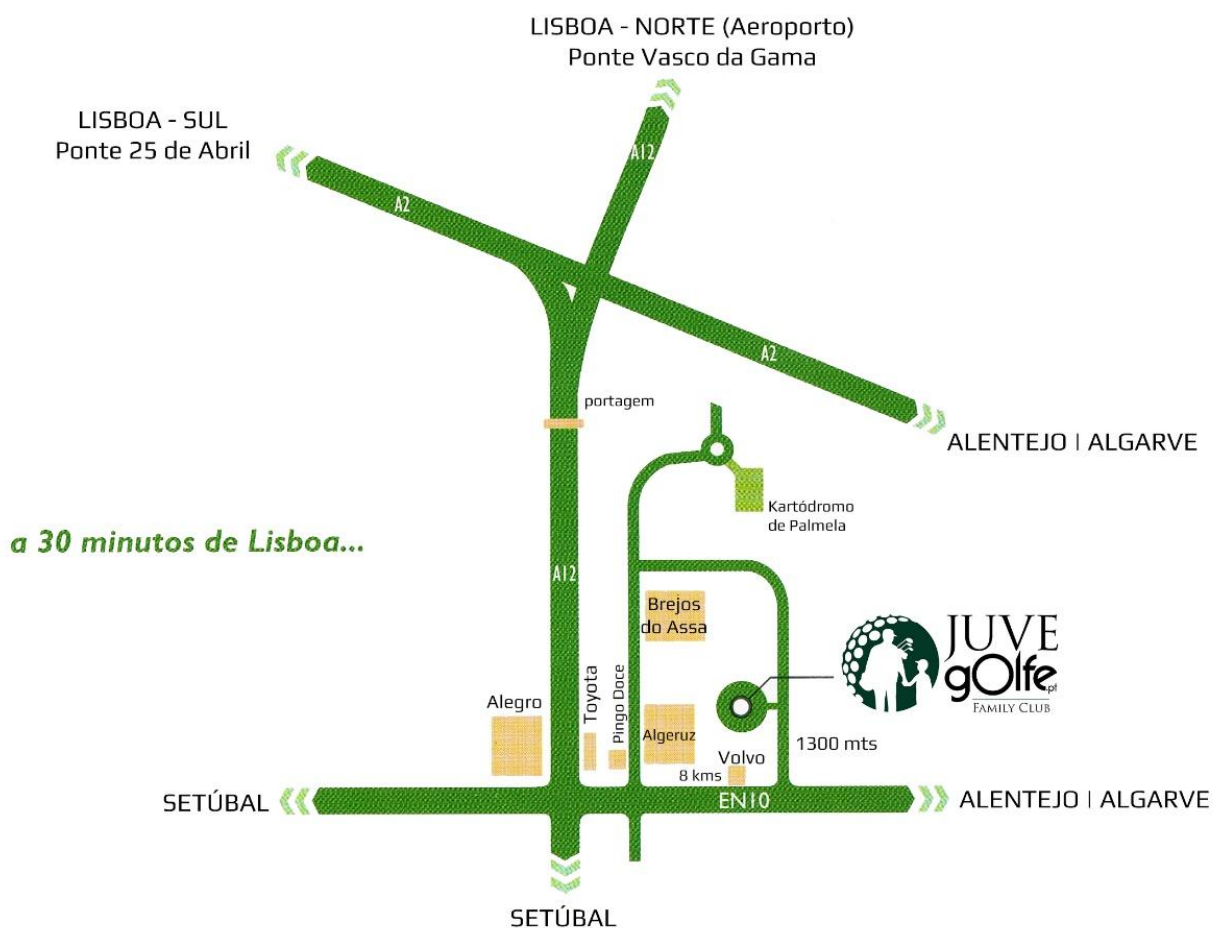 LISBOA - NORTE (Aeroporto)
Ponte Vasco da Gama
LISBOA - SUL
Ponte 25 de Abril
A12
A2
A2
portagem
ALENTEJO | ALGARVE
Kartódromo
de Palmela
a 30 minutos de Lisboa...
A12
Brejos
do Assa
JUVE
gOlfe.pt
FAMILY CLUB
Alegro
Toyota
Pingo Doce
Algeruz
1300 mts
Volvo
8 kms
SETÚBAL
EN10
ALENTEJO | ALGARVE
SETÚBAL